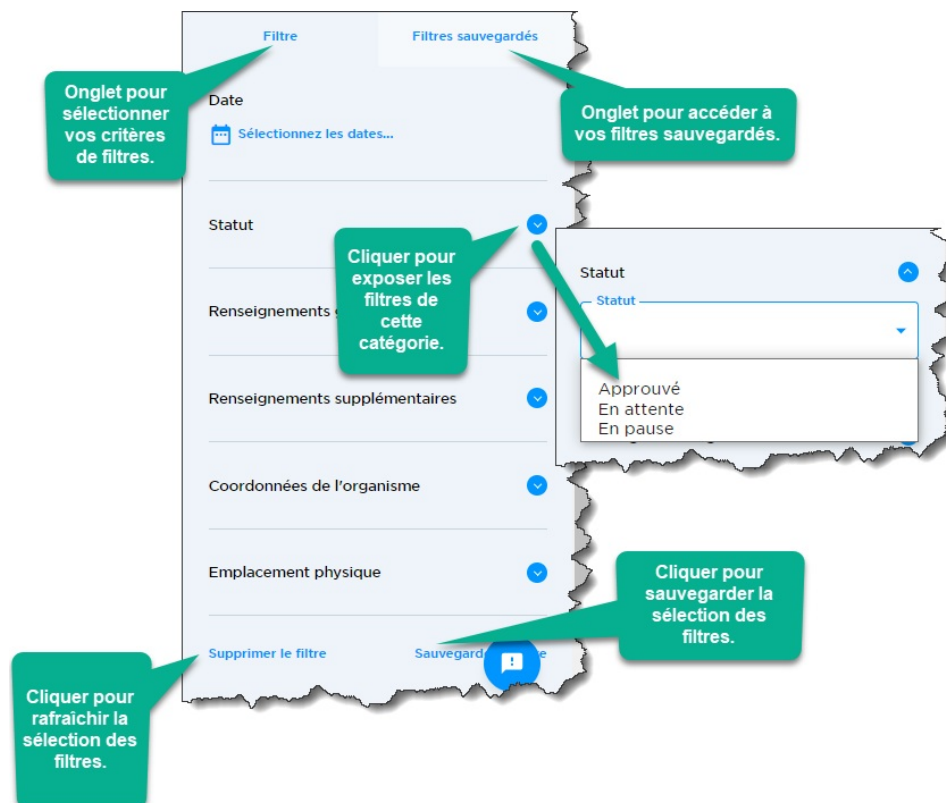 Filtre
Filtres sauvegardés
Onglet pour
sélectionner
vos critères
de filtres.
Date
Sélectionnez les dates...
Onglet pour accéder à
vos filtres sauvegardés.
Statut
Cliquer pour
exposer les
filtres de
cette
catégorie.
Statut
Statut
Approuvé
En attente
En pause
Renseignements
Renseignements supplémentaires
Coordonnées de l'organisme
Emplacement physique
Cliquer pour
sauvegarder la
sélection des
filtres.
Supprimer le filtre
Cliquer pour
rafraîchir la
sélection des
filtres.